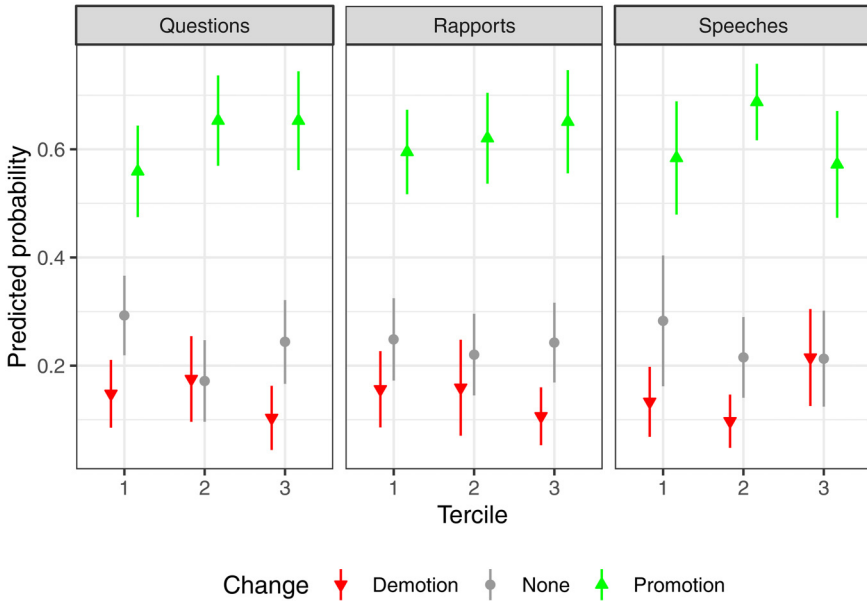 Questions Rapports Speeches
Predicted probability
0.6
0.4
0.2
1 2 3 1 2 3 1 2 3
Tercile
Change Demotion None Promotion